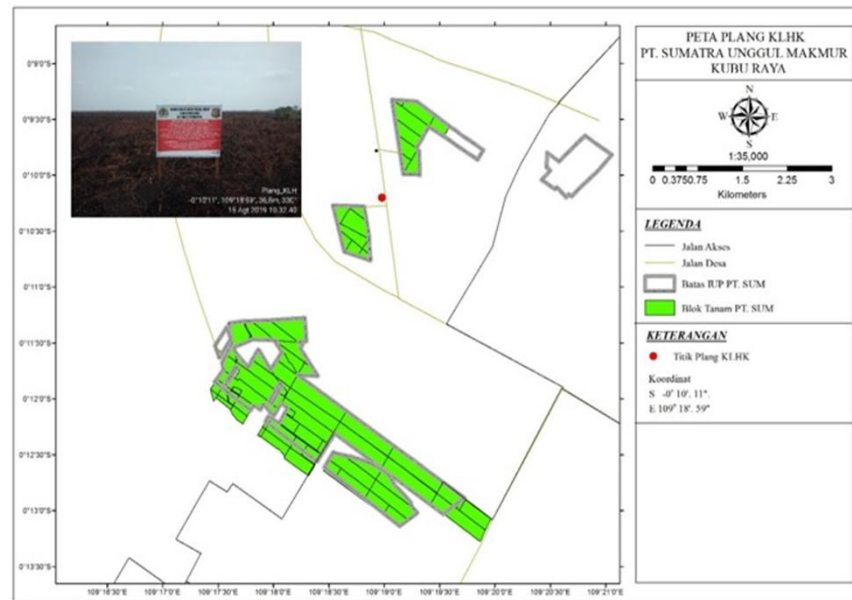 PETA PLANG KLHK
PT. SUMATRA UNGGUL MAKMUR
KUBU RAYA
N
W E
S
1:35,000
0 0.3750.75 1.5 2.25 3
Kilometers
LEGENDA
Jalan Akses
Jalan Desa
Batas IUP PT. SUM
Blok Tanam PT. SUM
KETERANGAN
Titik Plang KLHK
Koordinat
S -0° 10'. 11".
E 109° 18'. 59"
Plang_KLH
16 Agt 2019 10.37.40
0°9'0"S
0°9'30"S
0°10'0"S
0°10'30"S
0°11'0"S
0°11'30"S
0°12'0"S
0°12'30"S
0°13'0"S
0°13'30"S
109°16'30"E 109°17'0"E 109°17'30"E 109°18'0"E 109°18'30"E 109°19'0"E 109°19'30"E 109°20'0"E 109°20'30"E 109°21'0"E